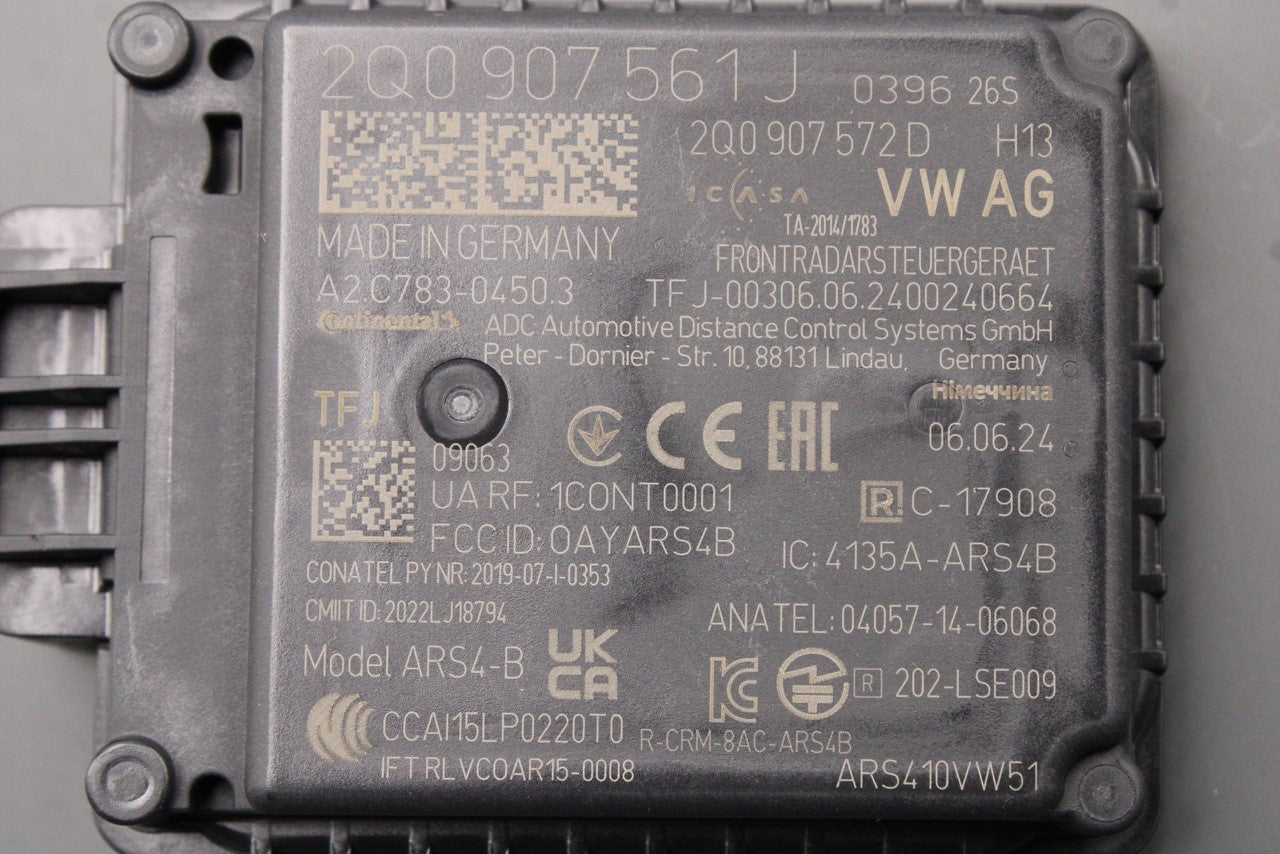 2Q0 907 561 J 0396 26S
2Q0 907 572 D H13
ICASA VW AG
TA-2014/1783
MADE IN GERMANY
FRONTRADARSTEUERGERAET
A2.C783-0450.3 TFJ-00306.06.2400240664
Continental ADC Automotive Distance Control Systems GmbH
Peter - Dornier - Str. 10, 88131 Lindau, Germany
Німеччина
TFJ
CE EAC 06.06.24
09063
UA RF: 1CONT0001 R! C-17908
FCC ID: OAYARS4B IC: 4135A-ARS4B
CONATEL PY NR: 2019-07-I-0353
CMIIT ID: 2022LJ18794 ANATEL: 04057-14-06068
Model ARS4-B UK CA
KC R 202-LSE009
CCAI15LP0220T0 R-CRM-8AC-ARS4B
IFTRLVCOAR15-0008 ARS410VW51